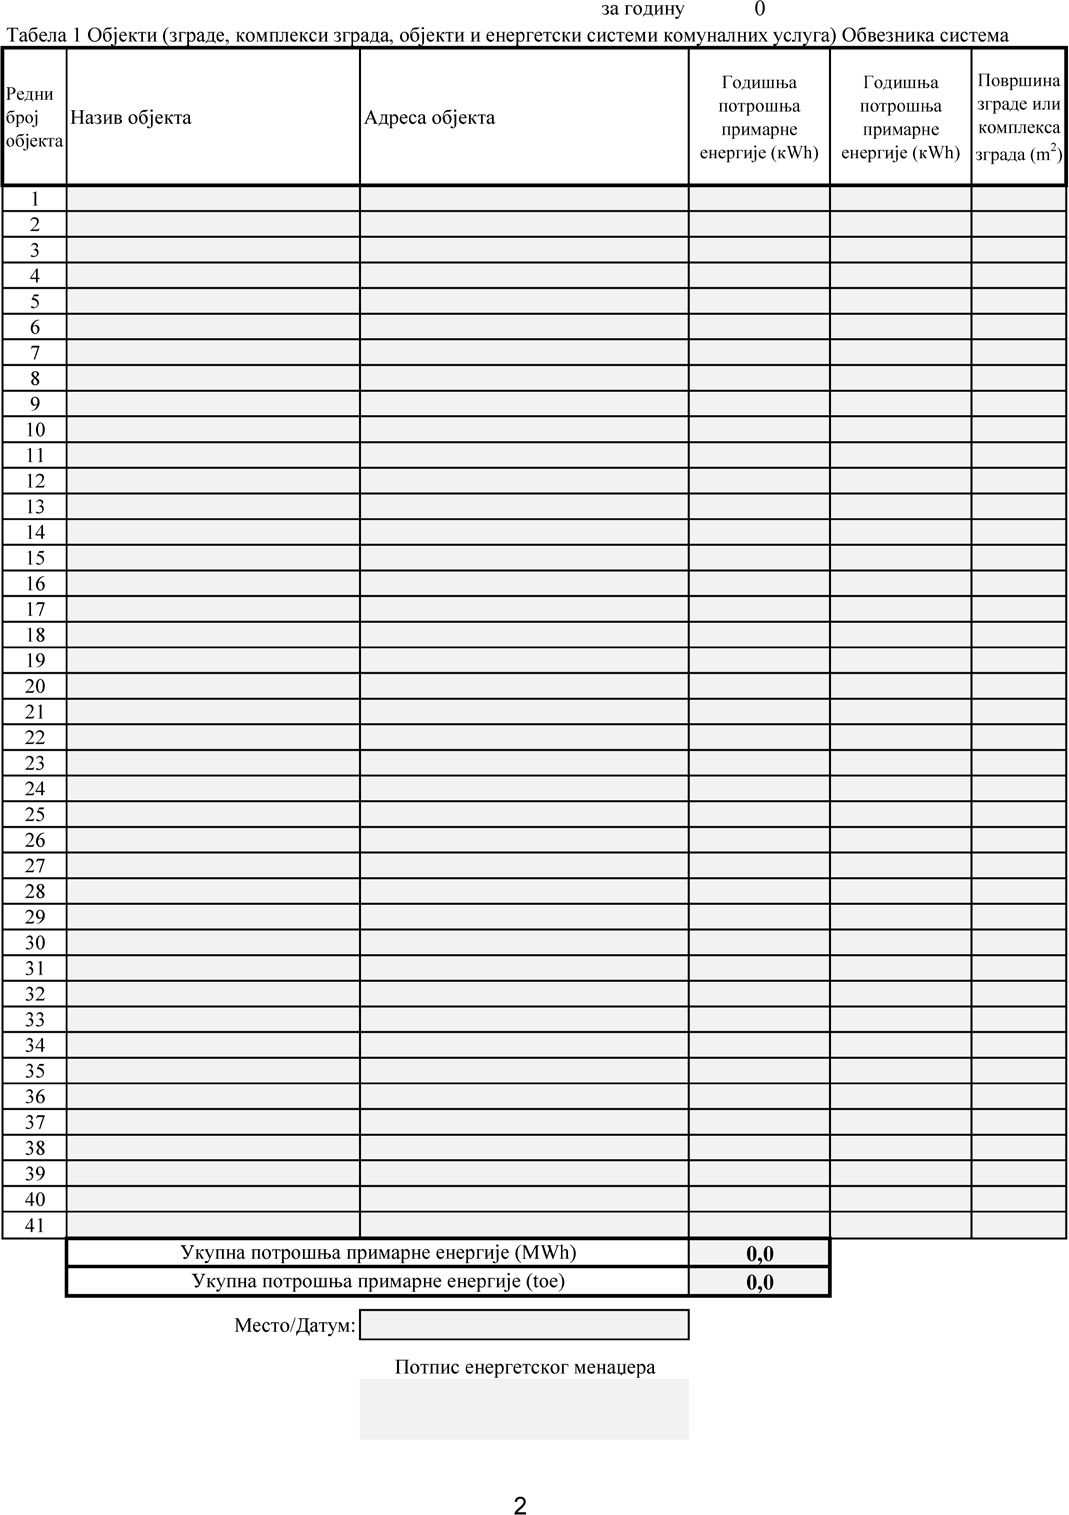 за годину 0
Табела 1 Објекти (зграде, комплекси зграда, објекти и енергетски системи комуналних услуга) Обвезника система
Редни
број
објекта
Назив објекта
Адреса објекта
Годишња
потрошња
примарне
енергије (кWh)
Годишња
потрошња
примарне
енергије (кWh)
Површина
зграде или
комплекса
зграда (m²)
1
2
3
4
5
6
7
8
9
10
11
12
13
14
15
16
17
18
19
20
21
22
23
24
25
26
27
28
29
30
31
32
33
34
35
36
37
38
39
40
41
Укупна потрошња примарне енергије (MWh) 0,0
Укупна потрошња примарне енергије (toe) 0,0
Место/Датум:
Потпис енергетског менаџера
2